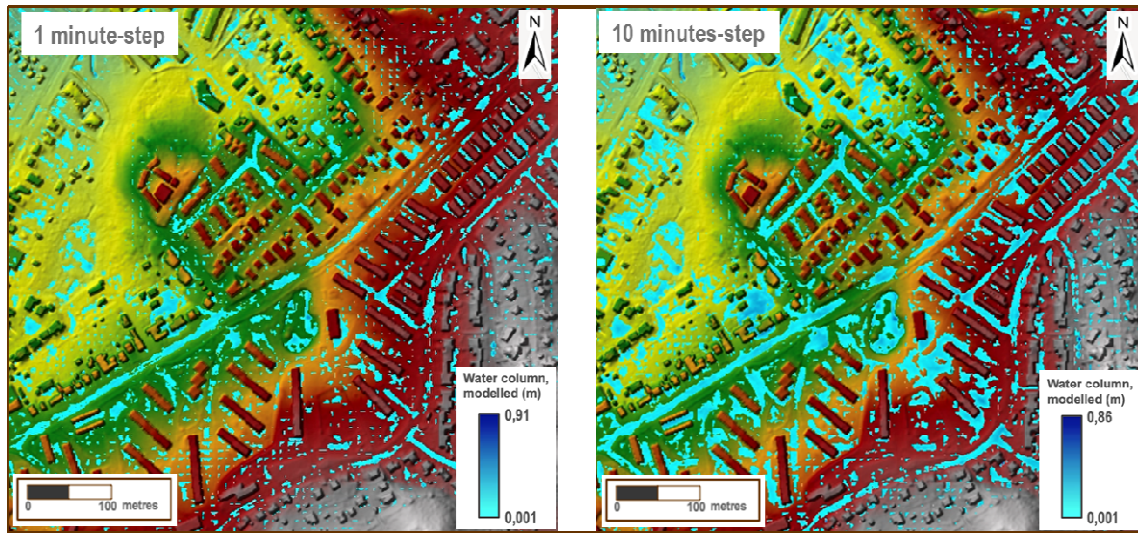 1 minute-step
N
Water column,
modelled (m)
0,91
0,001
0 100 metres
10 minutes-step
N
Water column,
modelled (m)
0,86
0,001
0 100 metres